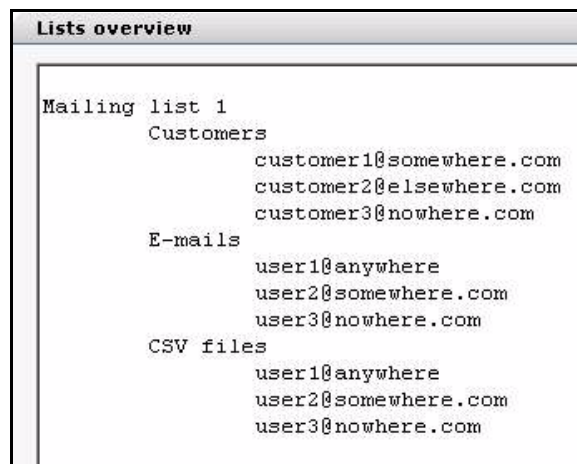 Lists overview
Mailing list 1
Customers
customer1@somewhere.com
customer2@elsewhere.com
customer3@nowhere.com
E-mails
user1@anywhere
user2@somewhere.com
user3@nowhere.com
CSV files
user1@anywhere
user2@somewhere.com
user3@nowhere.com